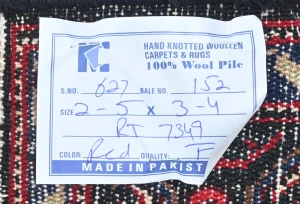 HAND KNOTTED WOOLLEN
CARPETS & RUGS
100% Wool Pile
S. NO. 627 BALE NO. 152
SIZE 2-5 x 3-4
RT 7349
COLOR: Red QUALITY: F
MADE IN PAKIST